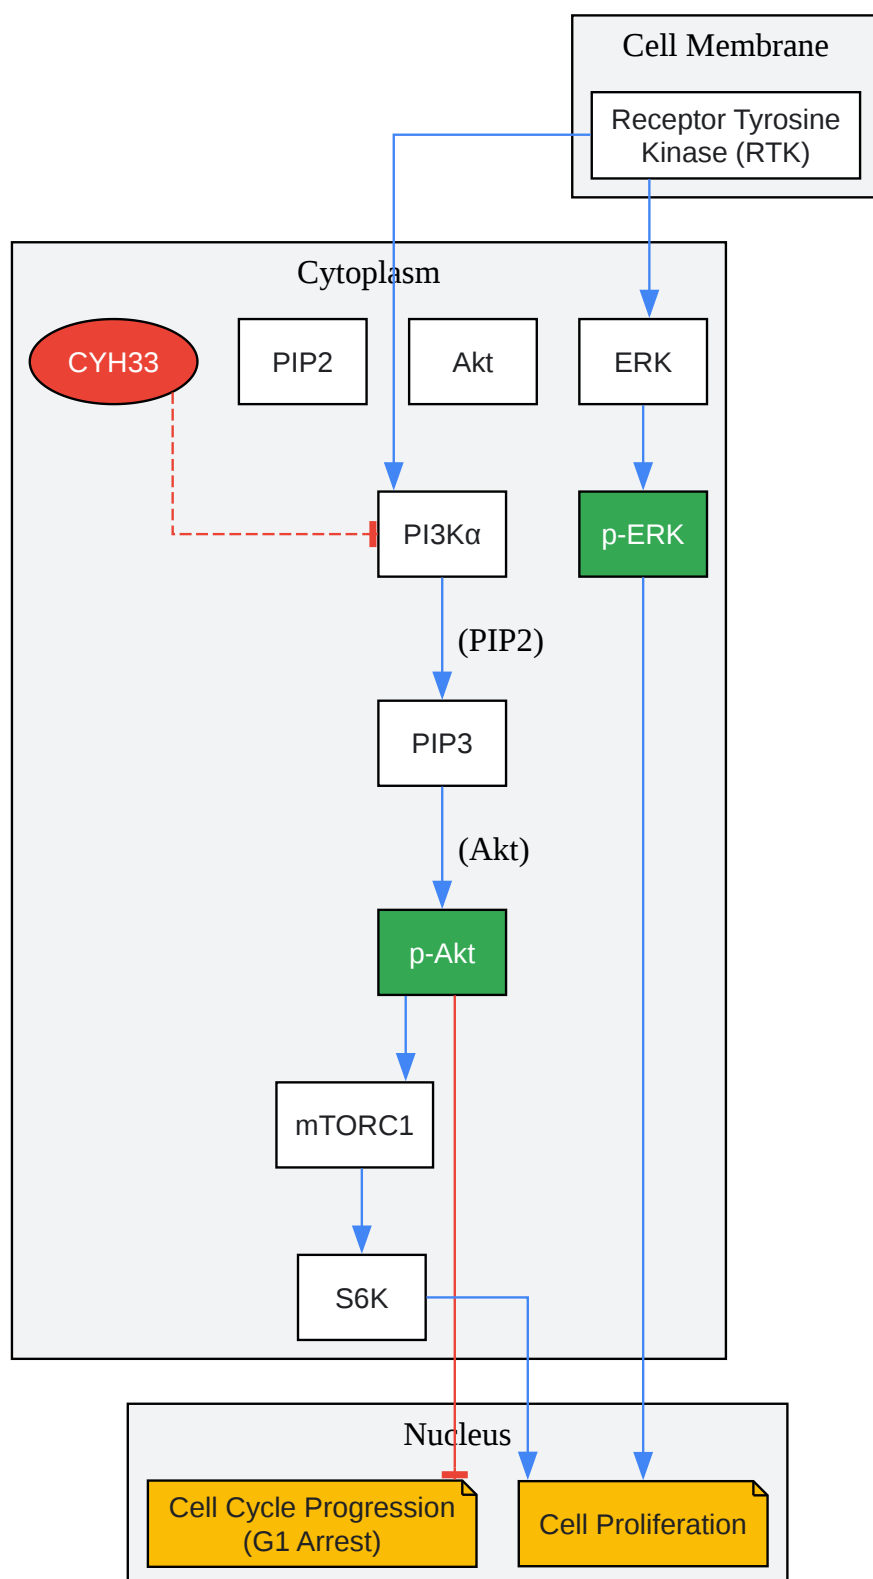 Cell Membrane
Receptor Tyrosine
Kinase (RTK)
Cytoplasm
CYH33
PIP2
Akt
ERK
PI3Kα
p-ERK
(PIP2)
PIP3
(Akt)
p-Akt
mTORC1
S6K
Nucleus
Cell Cycle Progression
(G1 Arrest)
Cell Proliferation